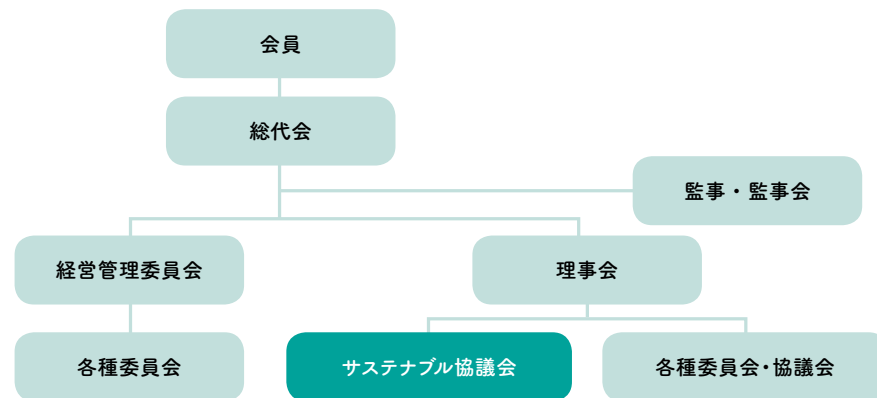 会員
総代会
監事・監事会
経営管理委員会
理事会
各種委員会
サステナブル協議会
各種委員会・協議会